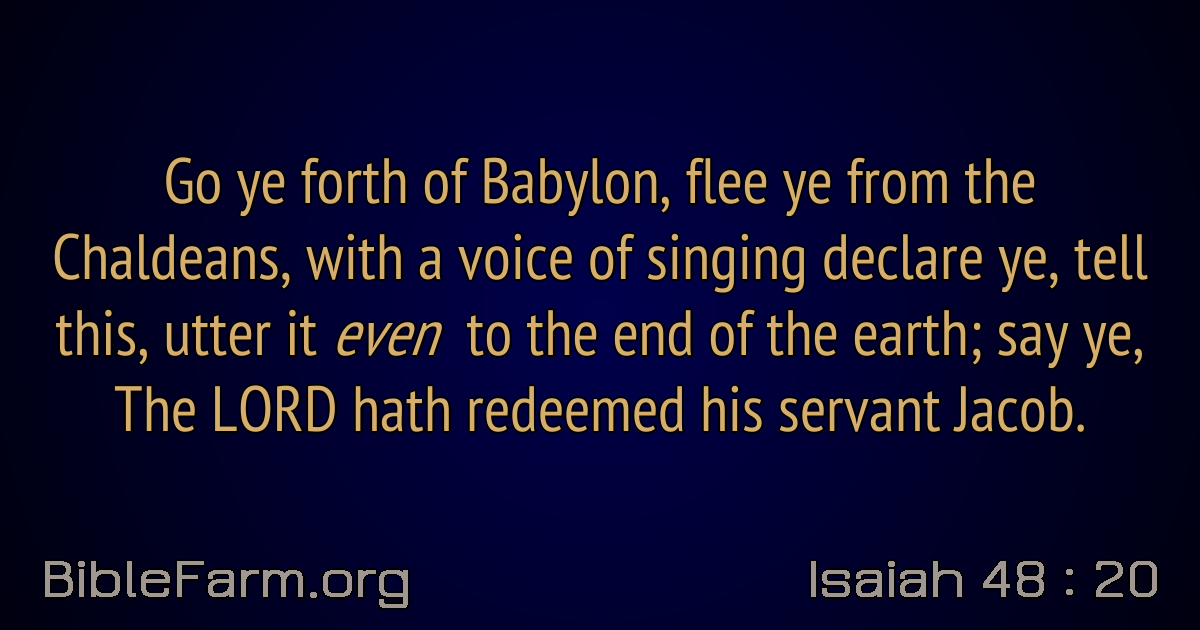 Go ye forth of Babylon, flee ye from the
Chaldeans, with a voice of singing declare ye, tell
this, utter it even to the end of the earth; say ye,
The LORD hath redeemed his servant Jacob.
BibleFarm.org
Isaiah 48 : 20